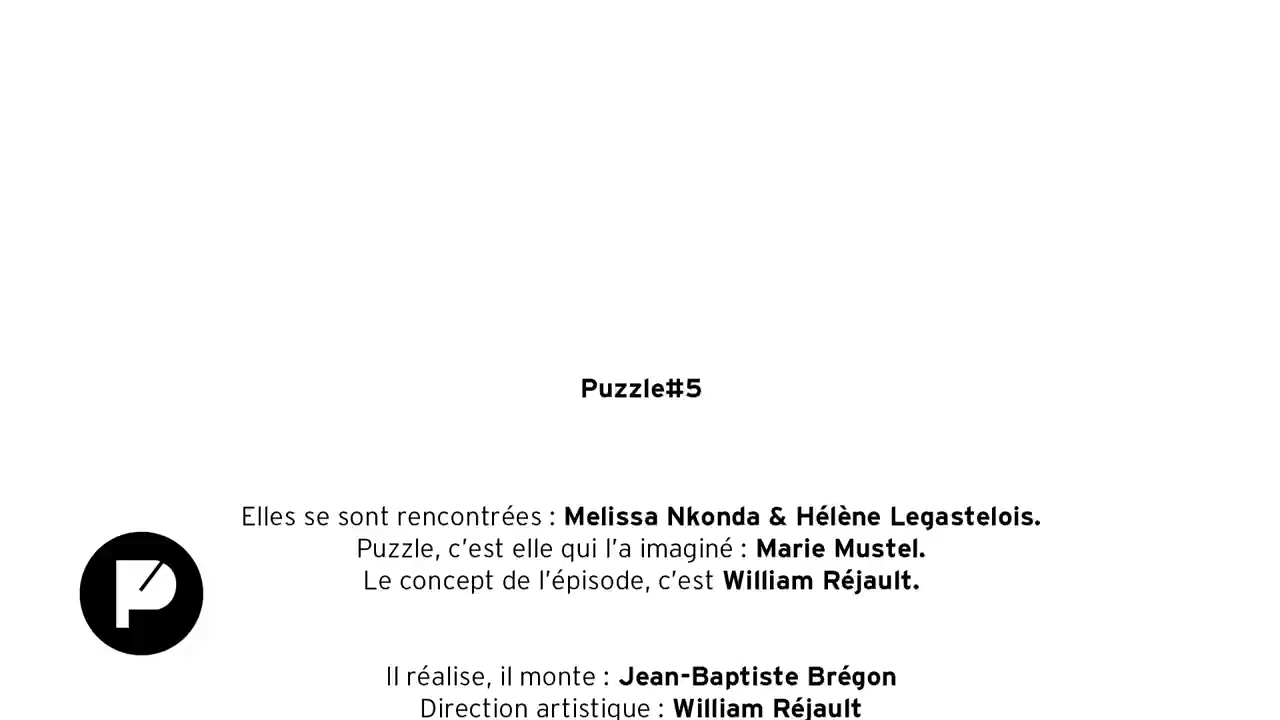 Puzzle#5
Elles se sont rencontrées : Melissa Nkonda & Hélène Legastelois.
Puzzle, c’est elle qui l’a imaginé : Marie Mustel.
Le concept de l’épisode, c’est William Réjault.
P
Il réalise, il monte : Jean-Baptiste Brégon
Direction artistique : William Réjault